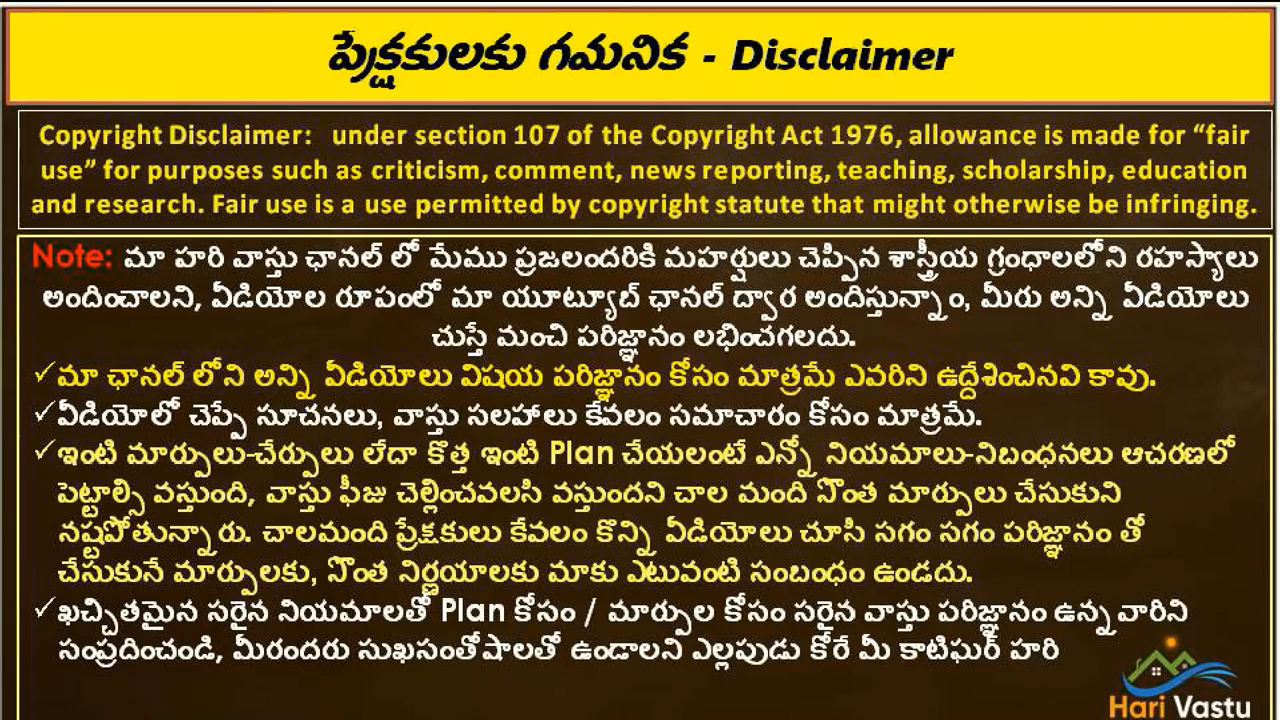 ప్రేక్షకులకు గమనిక - Disclaimer
Copyright Disclaimer: under section 107 of the Copyright Act 1976, allowance is made for “fair
use” for purposes such as criticism, comment, news reporting, teaching, scholarship, education
and research. Fair use is a use permitted by copyright statute that might otherwise be infringing.
Note: మా హరి వాస్తు ఛానల్ లో మేము ప్రజలందరికి మహర్షులు చెప్పిన శాస్త్రీయ గ్రంధాలలోని రహస్యాలు
అందించాలని, వీడియోల రూపంలో మా యూట్యూబ్ ఛానల్ ద్వార అందిస్తున్నాం, మీరు అన్ని వీడియోలు
చుస్తే మంచి పరిజ్ఞానం లభించగలదు.
✓మా ఛానల్ లోని అన్ని వీడియోలు విషయ పరిజ్ఞానం కోసం మాత్రమే ఎవరిని ఉద్దేశించినవి కావు.
✓వీడియోలో చెప్పే సూచనలు, వాస్తు సలహాలు కేవలం సమాచారం కోసం మాత్రమే.
✓ఇంటి మార్పులు-చేర్పులు లేదా కొత్త ఇంటి Plan చేయలంటే ఎన్నో నియమాలు-నిబంధనలు ఆచరణలో
పెట్టాల్సి వస్తుంది, వాస్తు ఫీజు చెల్లించవలసి వస్తుందని చాల మంది సొంత మార్పులు చేసుకుని
నష్టపోతున్నారు. చాలమంది ప్రేక్షకులు కేవలం కొన్ని వీడియోలు చూసి సగం సగం పరిజ్ఞానం తో
చేసుకునే మార్పులకు, సొంత నిర్ణయాలకు మాకు ఎటువంటి సంబంధం ఉండదు.
✓ఖచ్చితమైన సరైన నియమాలతో Plan కోసం / మార్పుల కోసం సరైన వాస్తు పరిజ్ఞానం ఉన్నవారిని
సంప్రదించండి, మీరందరు సుఖసంతోషాలతో ఉండాలని ఎల్లపుడు కోరే మీ కాటిఘర్ హరి
Hari Vastu